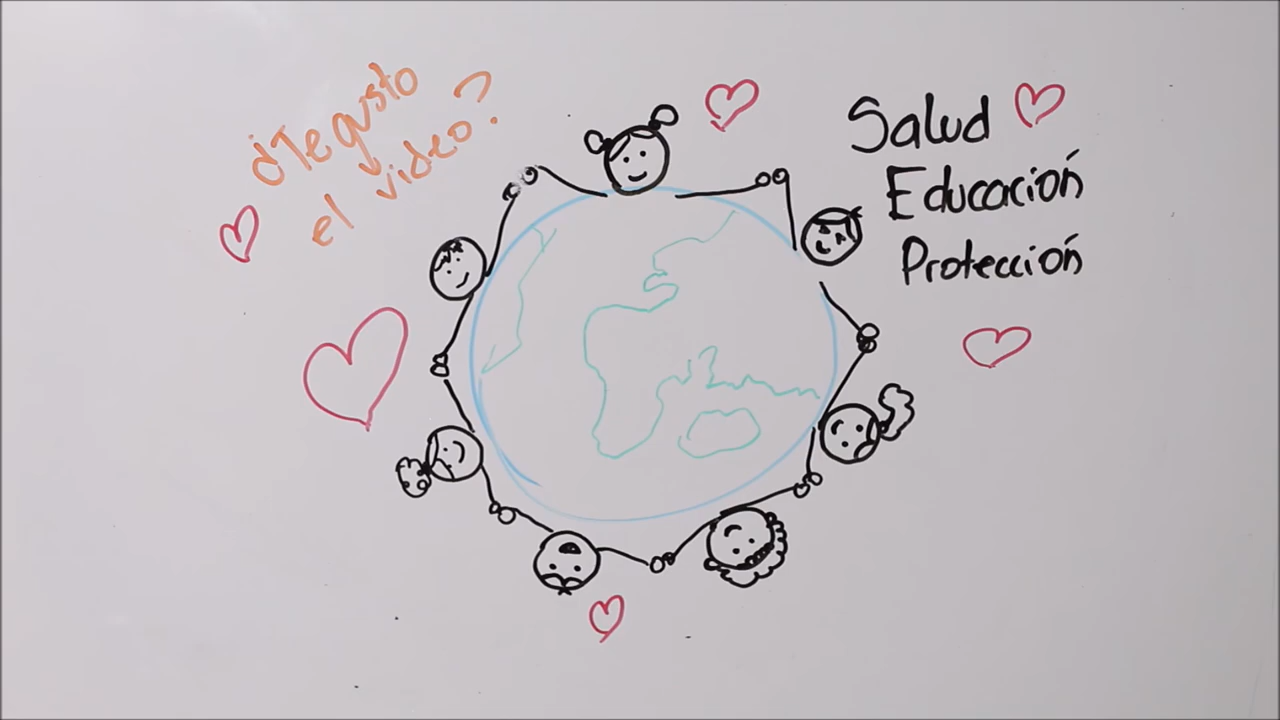 ¿Te gusto
el video?
Salud
Educación
Protección